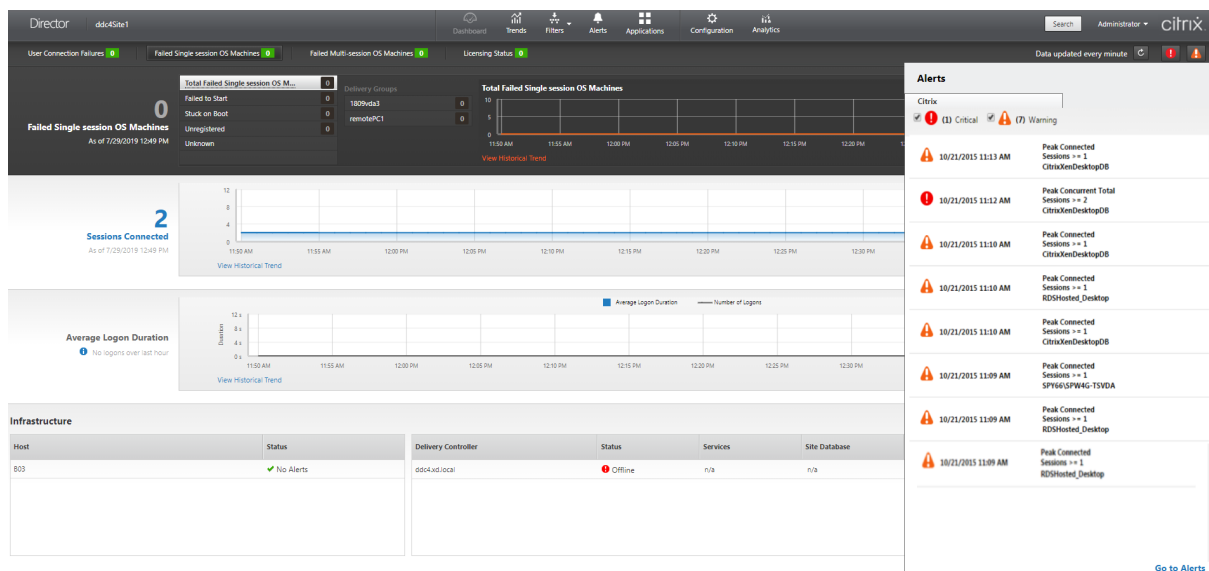 Director ddc4Site1 Dashboard Trends Filters Alerts Applications Configuration Analytics Search Administrator citrix
User Connection Failures 0 Failed Single session OS Machines 0 Failed Multi-session OS Machines 0 Licensing Status 0 Data updated every minute
0
Failed Single session OS Machines
As of 7/29/2019 12:49 PM
Total Failed Single session OS M... 0
Failed to Start 0
Stuck on Boot 0
Unregistered 0
Unknown
Delivery Groups
1809vda3 0
remotePC1 0
Total Failed Single session OS Machines
10
5
0
11:50 AM 11:55 AM 12:00 PM 12:05 PM 12:10 PM 12:15 PM 12:20 PM
View Historical Trend
2
Sessions Connected
As of 7/29/2019 12:49 PM
12
8
4
0
11:50 AM 11:55 AM 12:00 PM 12:05 PM 12:10 PM 12:15 PM 12:20 PM 12:25 PM 12:30 PM
View Historical Trend
Average Logon Duration
No logons over last hour
Average Logon Duration Number of Logons
Duration
12 s
8 s
4 s
0 s
11:50 AM 11:55 AM 12:00 PM 12:05 PM 12:10 PM 12:15 PM 12:20 PM 12:25 PM 12:30 PM
View Historical Trend
Infrastructure
Host Status
803 No Alerts
Delivery Controller Status Services Site Database
ddc4.xd.local Offline n/a n/a
Alerts
Citrix
(1) Critical (7) Warning
10/21/2015 11:13 AM
Peak Connected
Sessions >= 1
CitrixXenDesktopDB
10/21/2015 11:12 AM
Peak Concurrent Total
Sessions >= 2
CitrixXenDesktopDB
10/21/2015 11:10 AM
Peak Connected
Sessions >= 1
CitrixXenDesktopDB
10/21/2015 11:10 AM
Peak Connected
Sessions >= 1
RDSHosted_Desktop
10/21/2015 11:10 AM
Peak Connected
Sessions >= 1
CitrixXenDesktopDB
10/21/2015 11:09 AM
Peak Connected
Sessions >= 1
SPY66\SPW4G-TSVDA
10/21/2015 11:09 AM
Peak Connected
Sessions >= 1
RDSHosted_Desktop
10/21/2015 11:09 AM
Peak Connected
Sessions >= 1
RDSHosted_Desktop
Go to Alerts